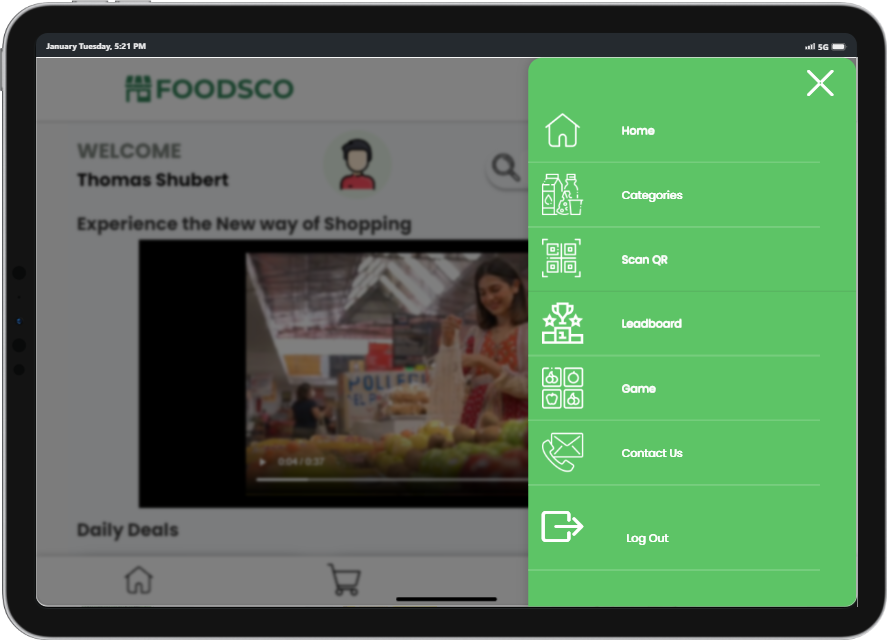 January Tuesday, 5:21 PM
5G
FOODSCO
WELCOME
Thomas Shubert
Experience the New way of Shopping
0:04 / 0:37
Daily Deals
Home
Categories
Scan QR
Leadboard
1
Game
Contact Us
Log Out